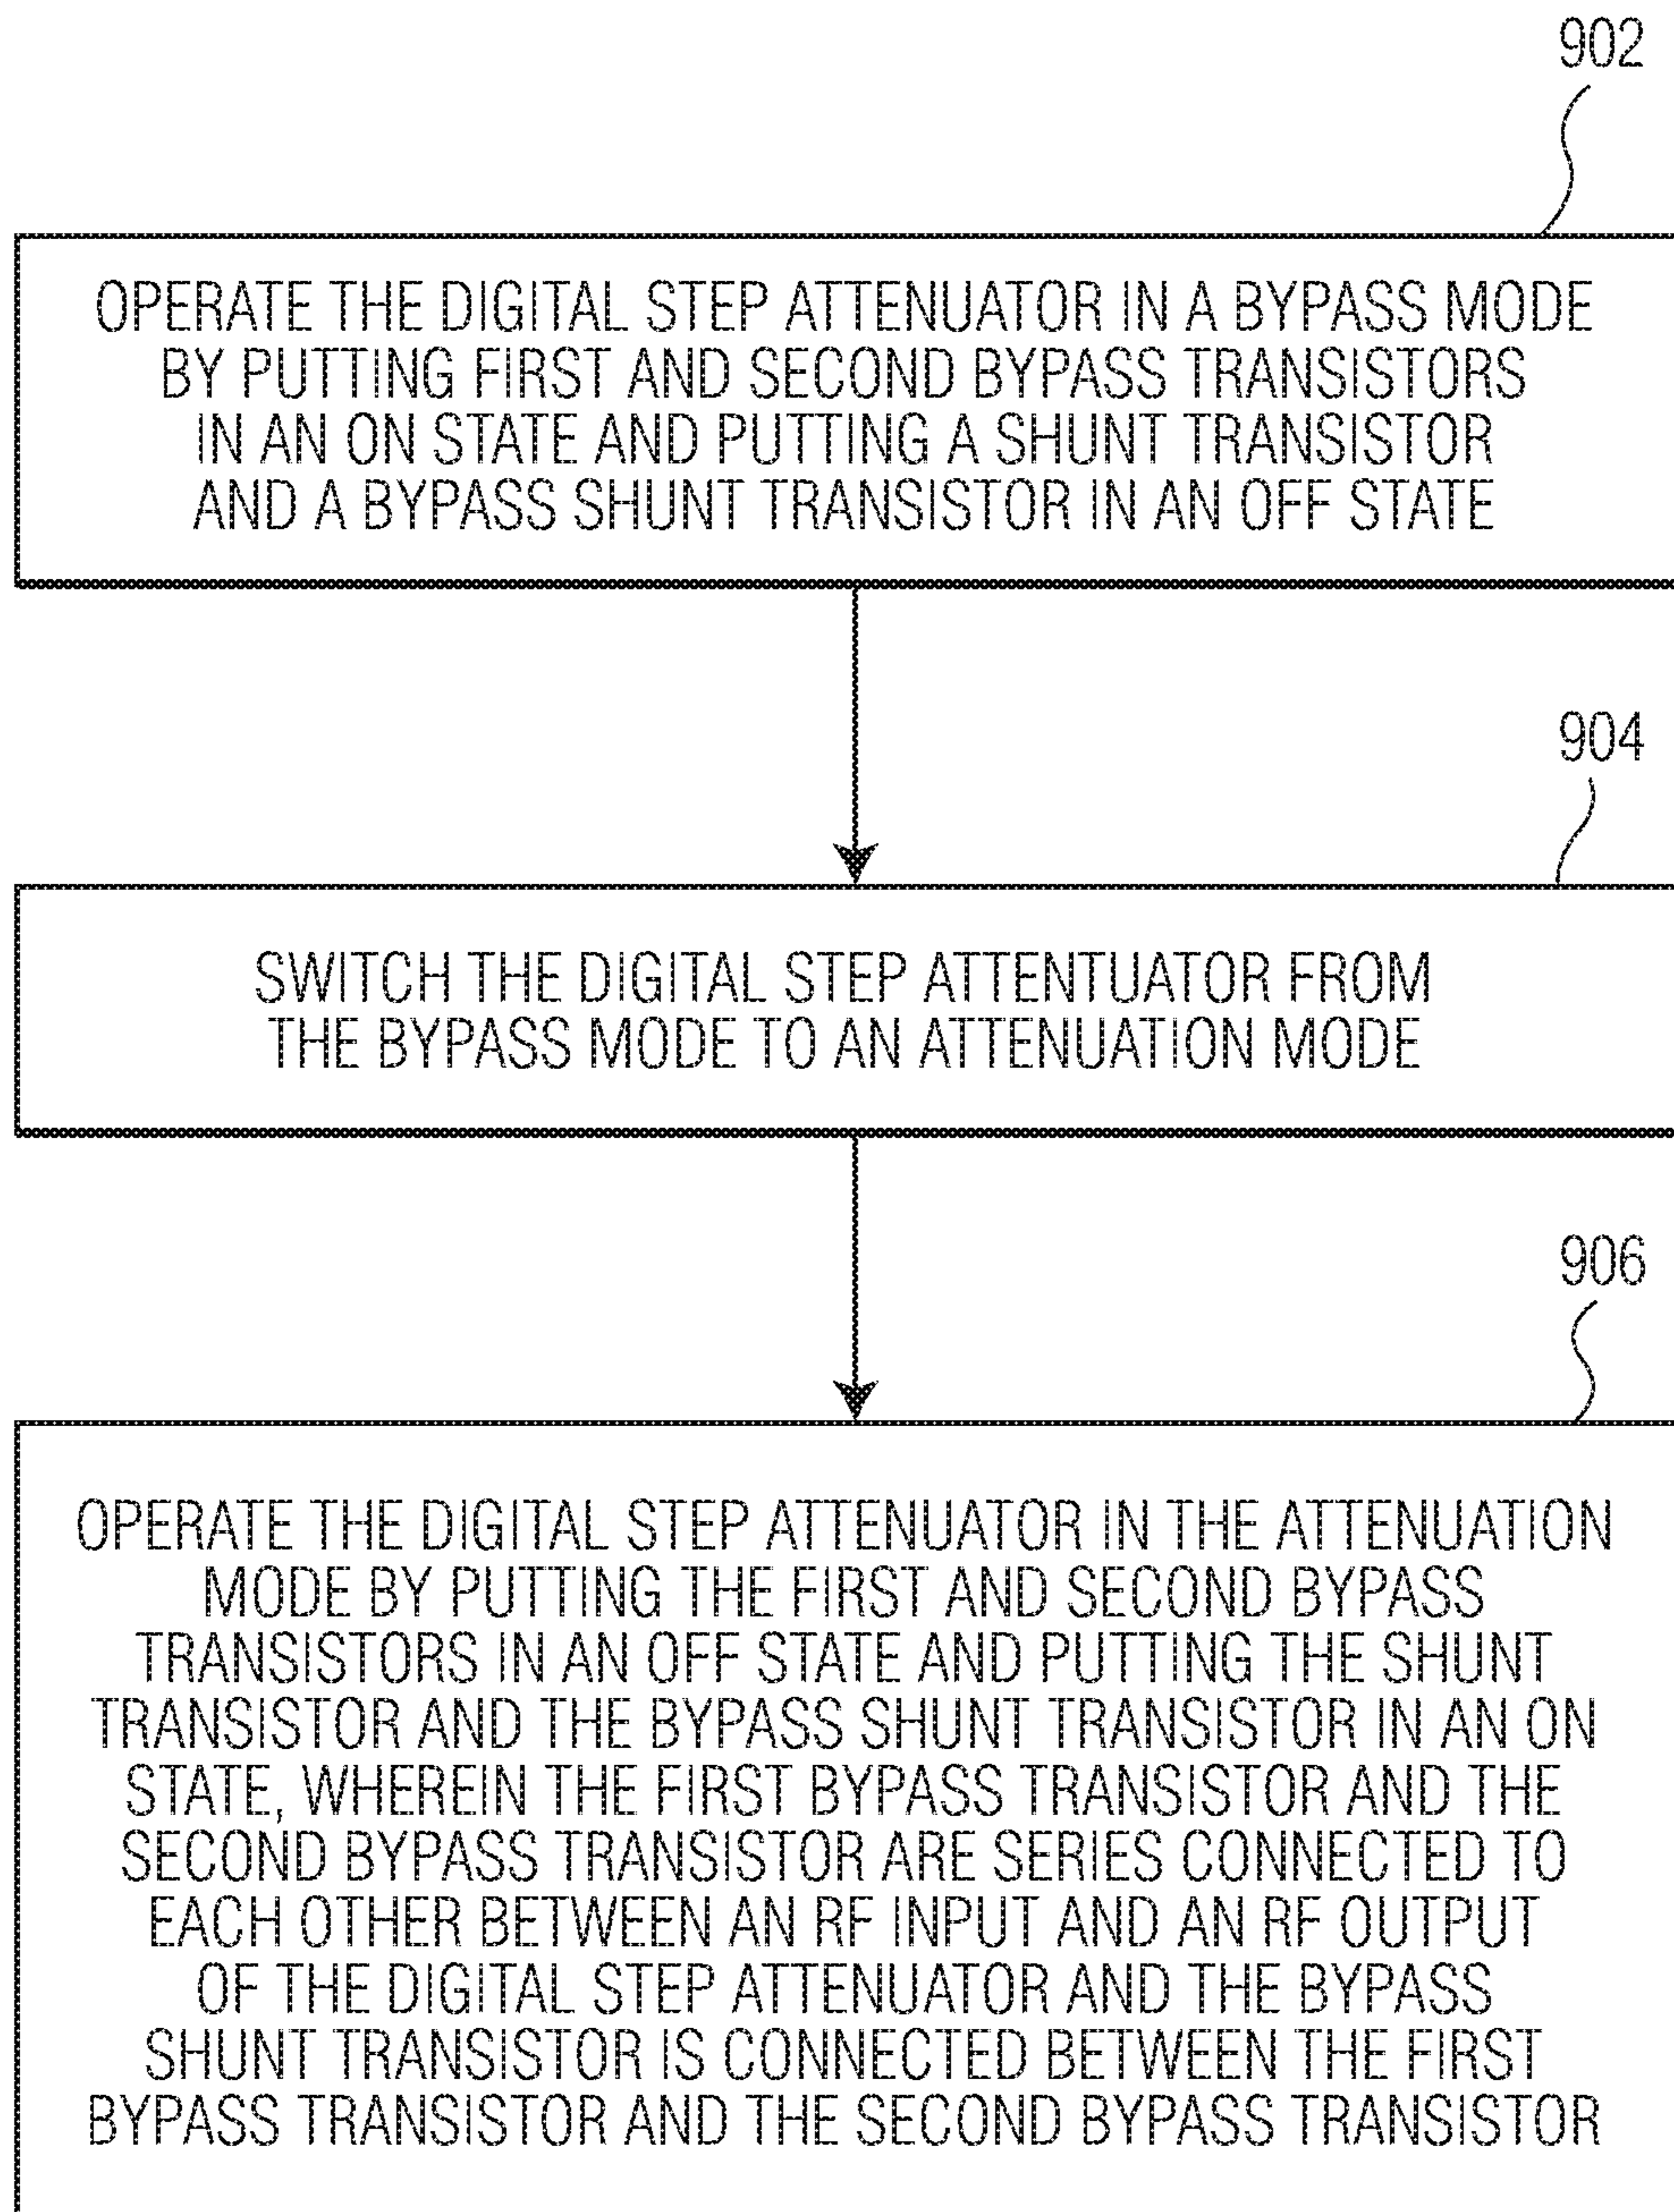 902
OPERATE THE DIGITAL STEP ATTENUATOR IN A BYPASS MODE
BY PUTTING FIRST AND SECOND BYPASS TRANSISTORS
IN AN ON STATE AND PUTTING A SHUNT TRANSISTOR
AND A BYPASS SHUNT TRANSISTOR IN AN OFF STATE
904
SWITCH THE DIGITAL STEP ATTENTUATOR FROM
THE BYPASS MODE TO AN ATTENUATION MODE
906
OPERATE THE DIGITAL STEP ATTENUATOR IN THE ATTENUATION
MODE BY PUTTING THE FIRST AND SECOND BYPASS
TRANSISTORS IN AN OFF STATE AND PUTTING THE SHUNT
TRANSISTOR AND THE BYPASS SHUNT TRANSISTOR IN AN ON
STATE, WHEREIN THE FIRST BYPASS TRANSISTOR AND THE
SECOND BYPASS TRANSISTOR ARE SERIES CONNECTED TO
EACH OTHER BETWEEN AN RF INPUT AND AN RF OUTPUT
OF THE DIGITAL STEP ATTENUATOR AND THE BYPASS
SHUNT TRANSISTOR IS CONNECTED BETWEEN THE FIRST
BYPASS TRANSISTOR AND THE SECOND BYPASS TRANSISTOR